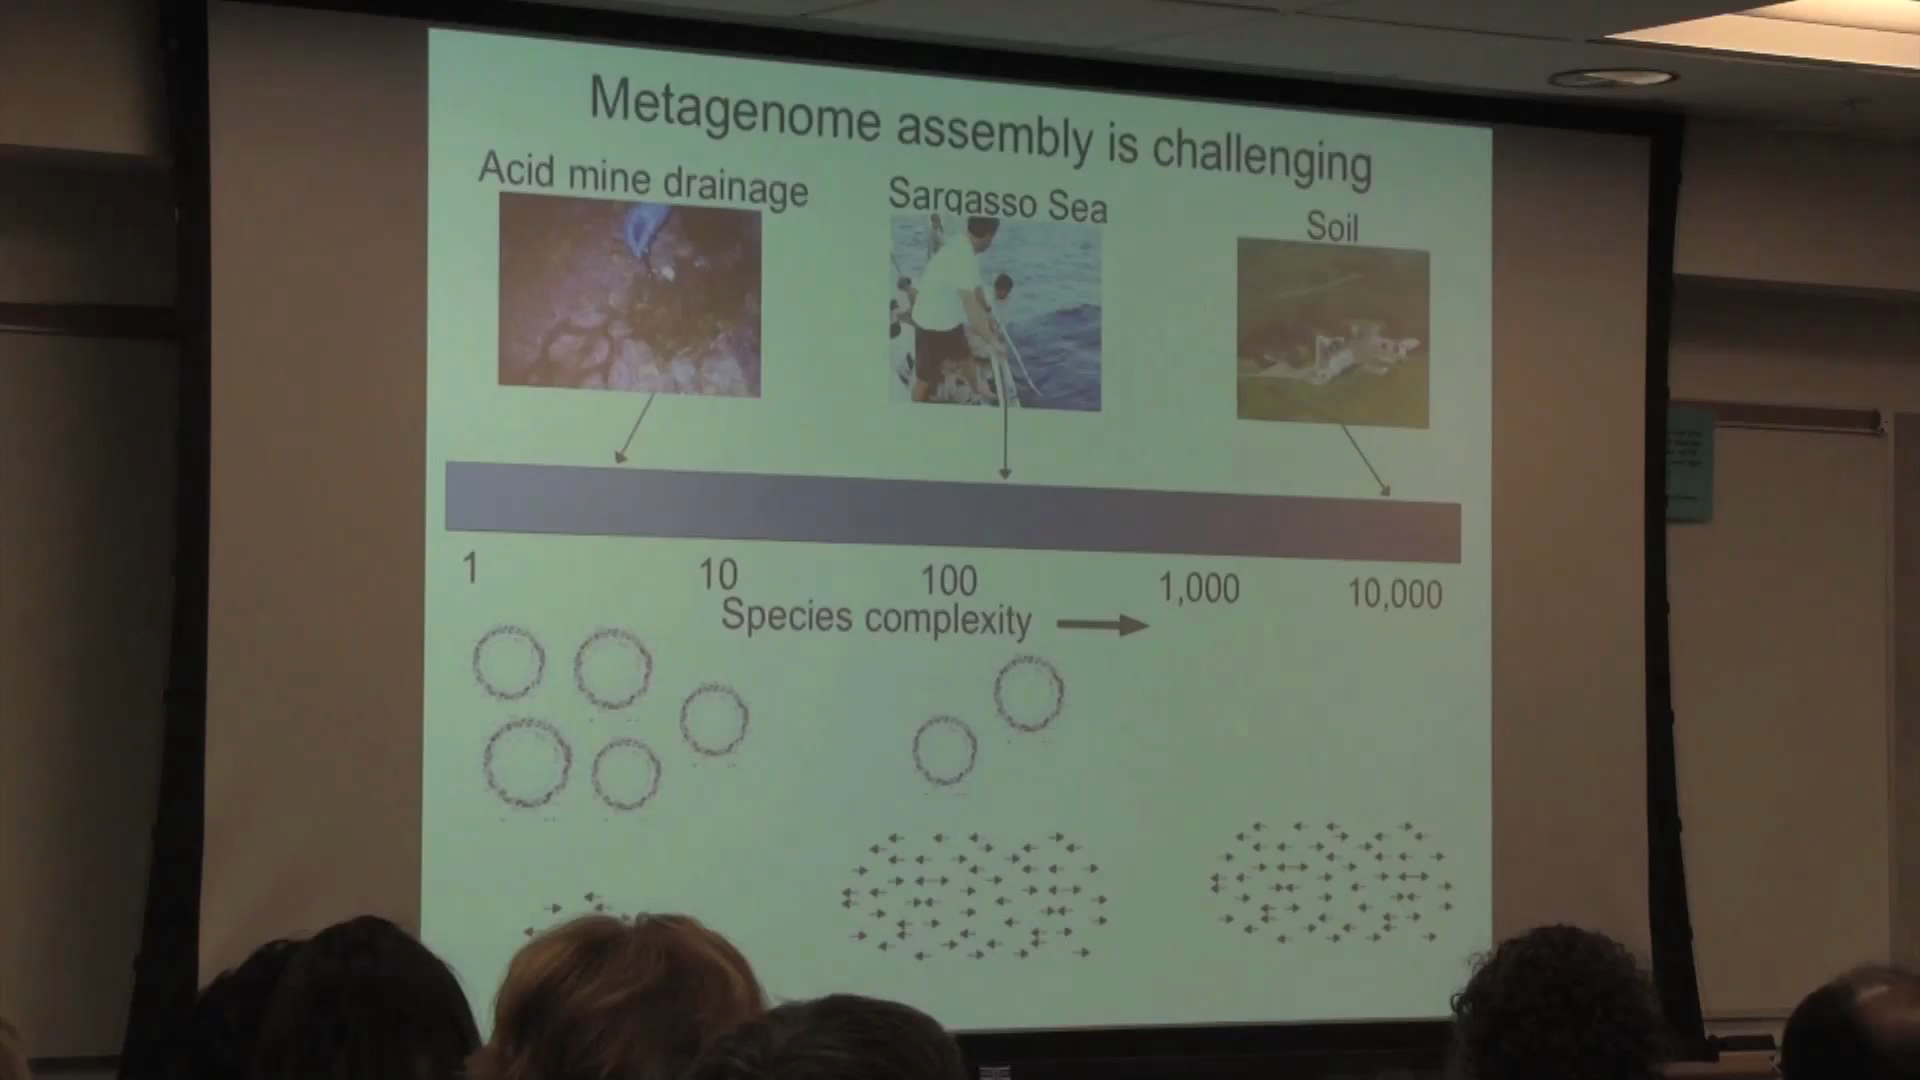 Metagenome assembly is challenging
Acid mine drainage
Sargasso Sea
Soil
1
10
100
1,000
10,000
Species complexity